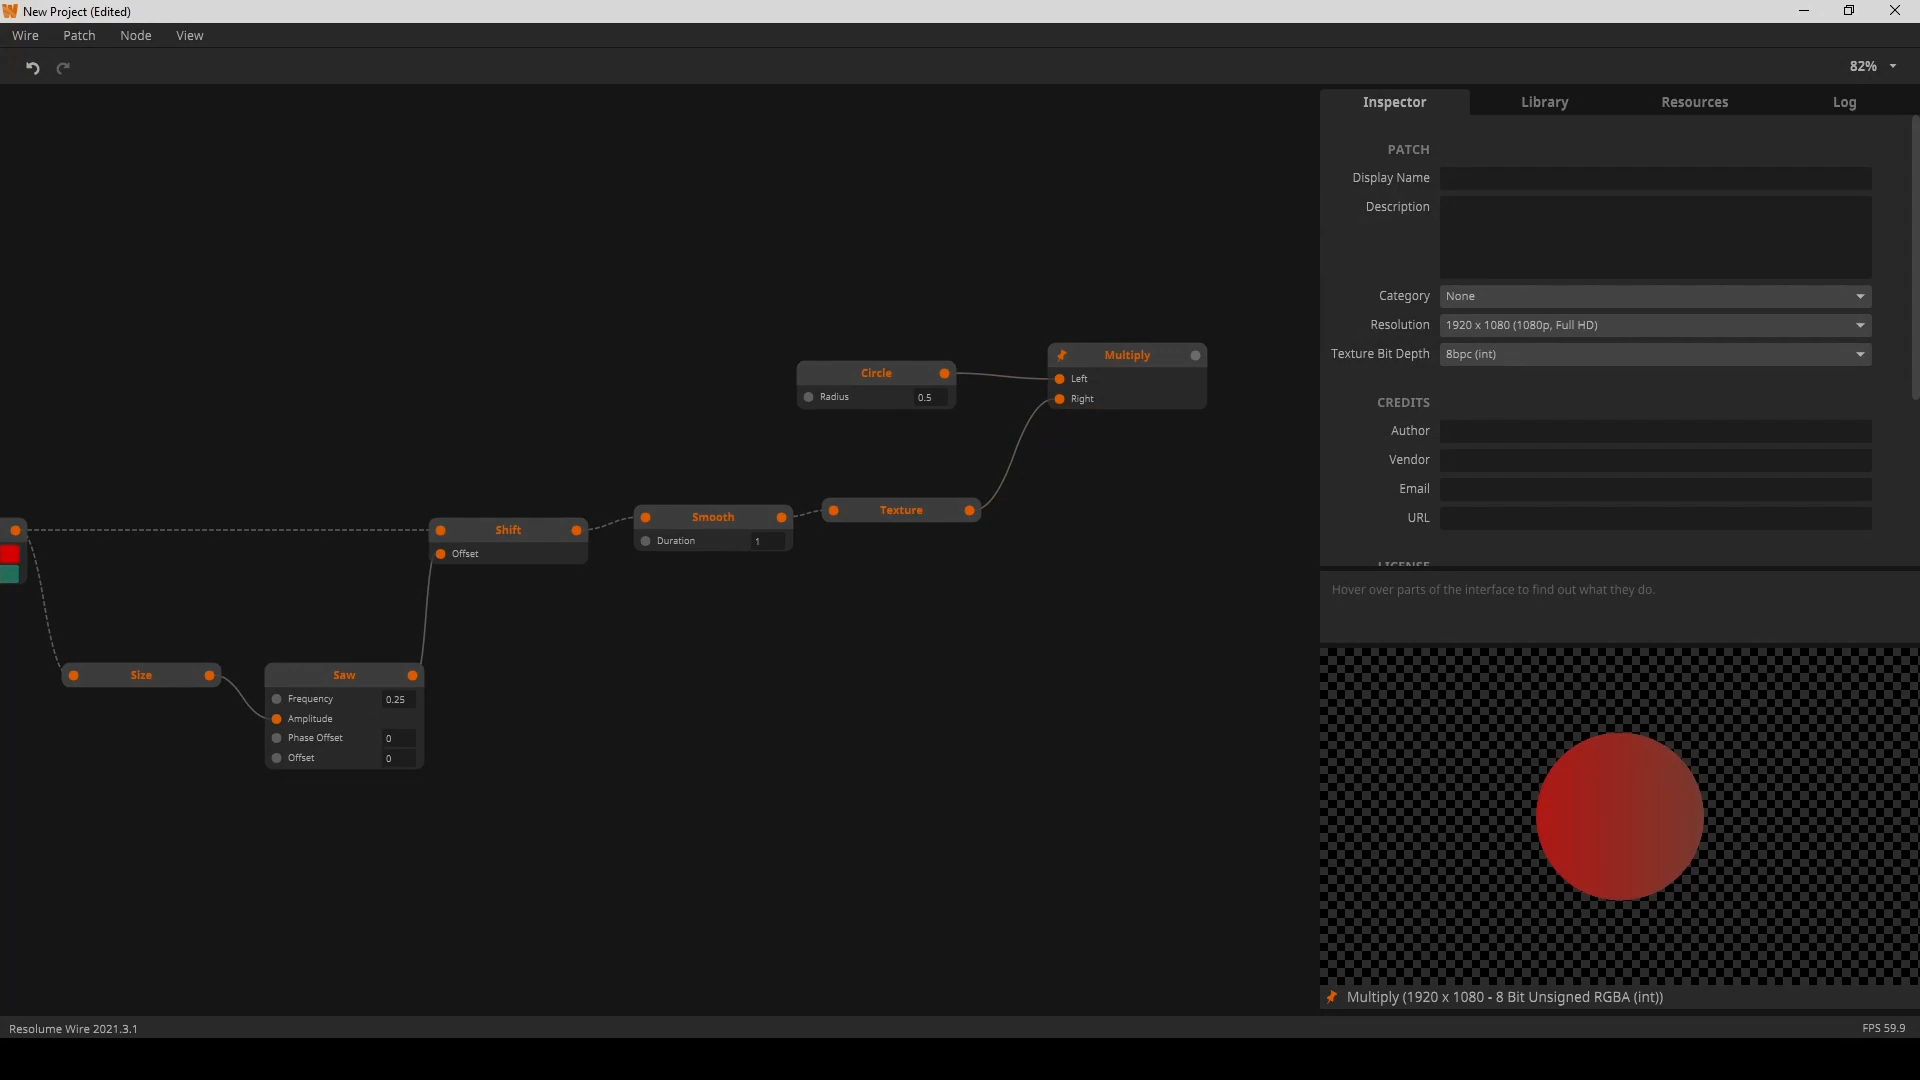 New Project (Edited)
Wire Patch Node View
82%
Inspector Library Resources Log
PATCH
Display Name
Description
Category None
Resolution 1920 x 1080 (1080p, Full HD)
Texture Bit Depth 8bpc (int)
CREDITS
Author
Vendor
Email
URL
LICENSE
Hover over parts of the interface to find out what they do.
Circle
Radius 0.5
Multiply
Left
Right
Shift
Offset
Smooth
Duration 1
Texture
Size
Saw
Frequency 0.25
Amplitude
Phase Offset 0
Offset 0
Multiply (1920 x 1080 - 8 Bit Unsigned RGBA (int))
Resolume Wire 2021.3.1
FPS 59.9